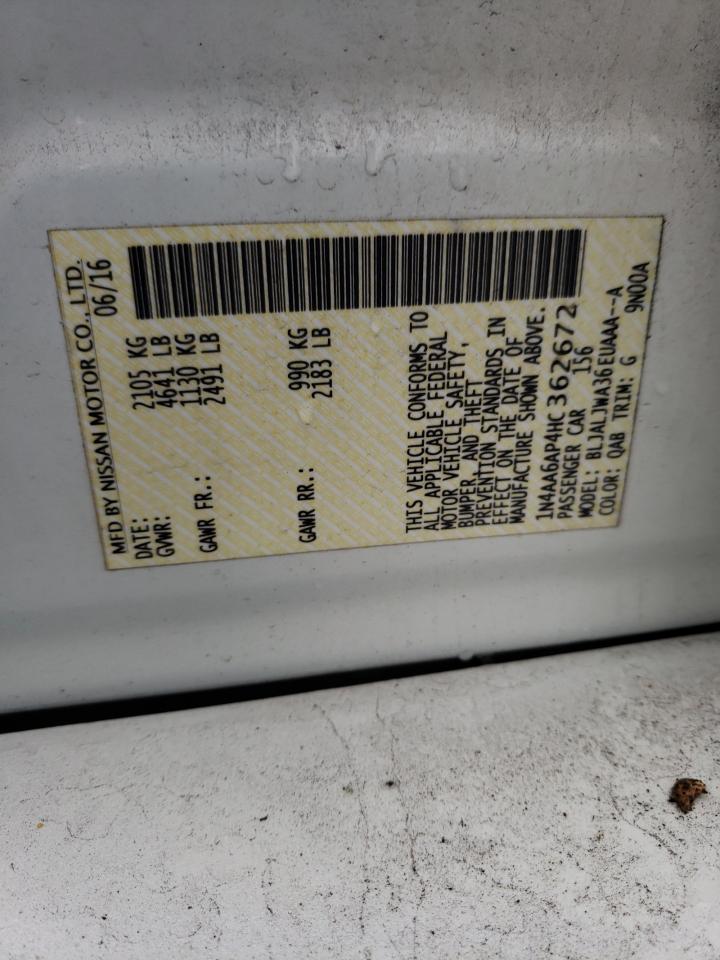 MFD BY NISSAN MOTOR CO., LTD.
DATE: 06/16
GVWR: 2105 KG
4641 LB
GAWR FR.: 1130 KG
2491 LB
GAWR RR.: 990 KG
2183 LB
THIS VEHICLE CONFORMS TO
ALL APPLICABLE FEDERAL
MOTOR VEHICLE SAFETY,
BUMPER, AND THEFT
PREVENTION STANDARDS IN
EFFECT ON THE DATE OF
MANUFACTURE SHOWN ABOVE.
1N4AA6AP4HC362672
PASSENGER CAR 156
MODEL: BLJALJWA36EUAAA--A
COLOR: QAB TRIM: G 9N00A